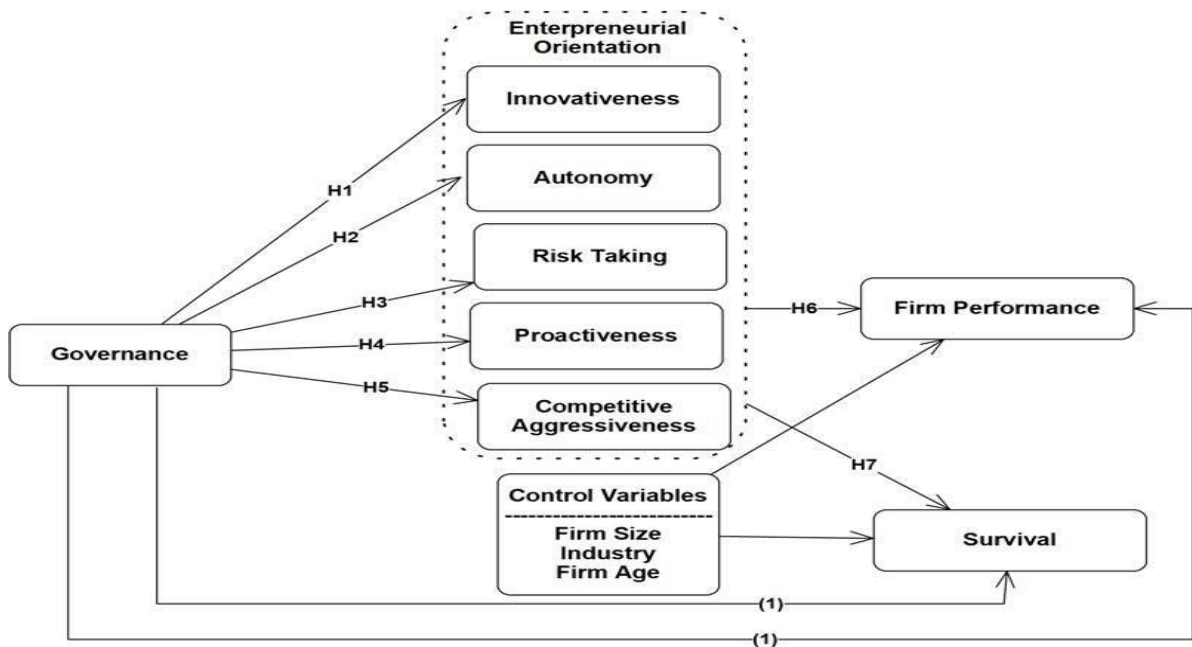 Enterpreneurial
Orientation
Innovativeness
Autonomy
Risk Taking
Proactiveness
Competitive
Aggressiveness
H1
H2
H3
H4
H5
Governance
H6
Firm Performance
H7
Control Variables
Firm Size
Industry
Firm Age
Survival
(1)
(1)